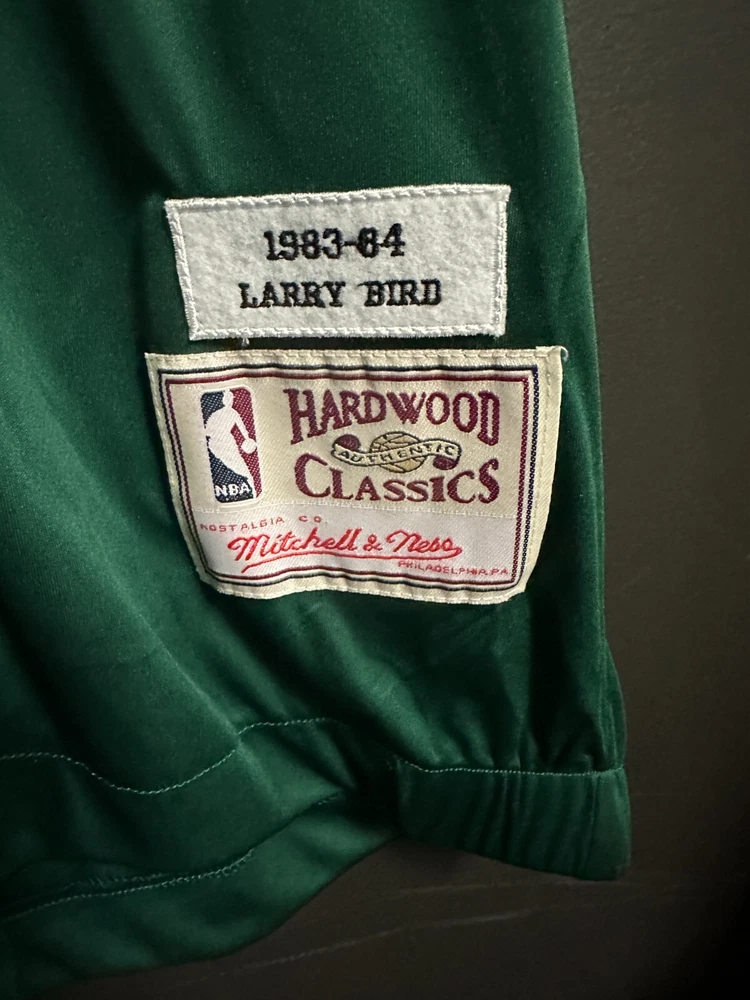 1983-84
LARRY BIRD
HARDWOOD
AUTHENTIC
CLASSICS
NBA
NOSTALGIA CO.
Mitchell & Ness
PHILADELPHIA, PA